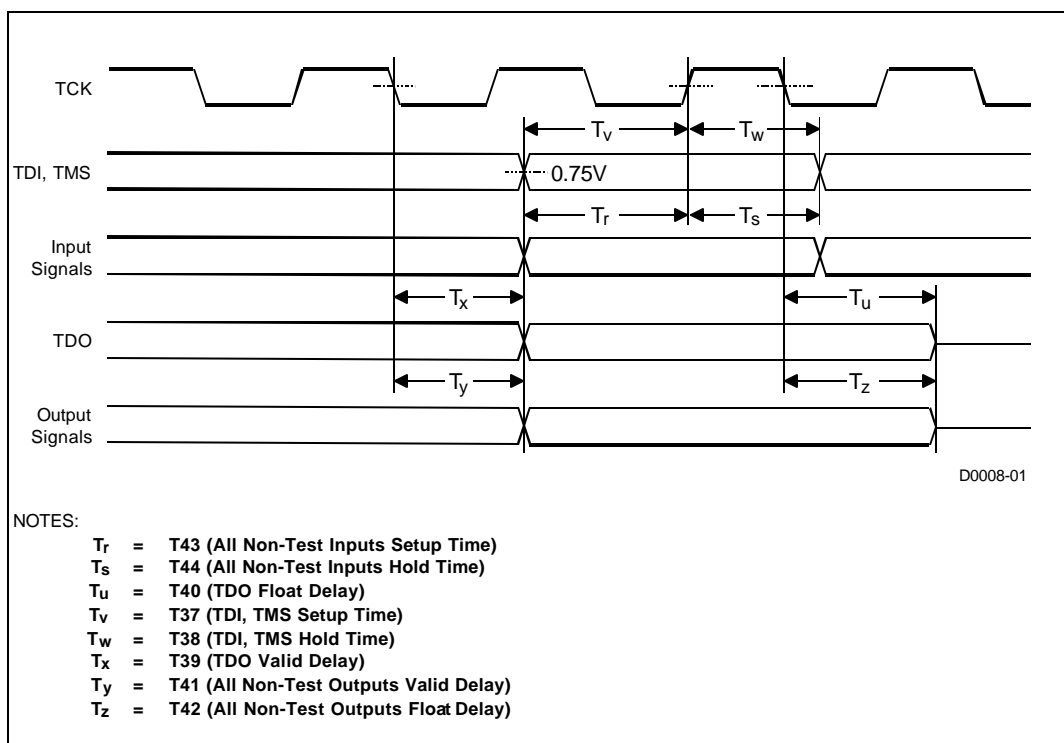 TCK
Tv
Tw
TDI, TMS
0.75V
Tr
Ts
Input
Signals
Tx
Tu
TDO
Ty
Tz
Output
Signals
D0008-01
NOTES:
Tr = T43 (All Non-Test Inputs Setup Time)
Ts = T44 (All Non-Test Inputs Hold Time)
Tu = T40 (TDO Float Delay)
Tv = T37 (TDI, TMS Setup Time)
Tw = T38 (TDI, TMS Hold Time)
Tx = T39 (TDO Valid Delay)
Ty = T41 (All Non-Test Outputs Valid Delay)
Tz = T42 (All Non-Test Outputs Float Delay)